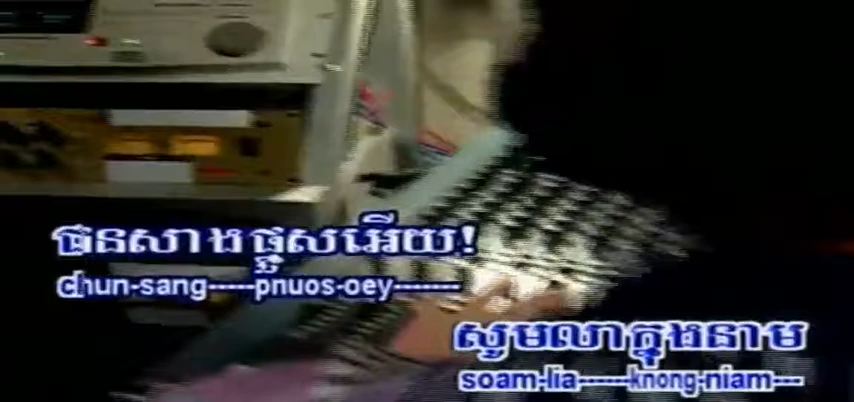 ជនសាងផ្នួសអើយ!
chun-sang-----pnuos-oey-------
សូមលាក្នុងនាម
soam-lia------knong-niam---